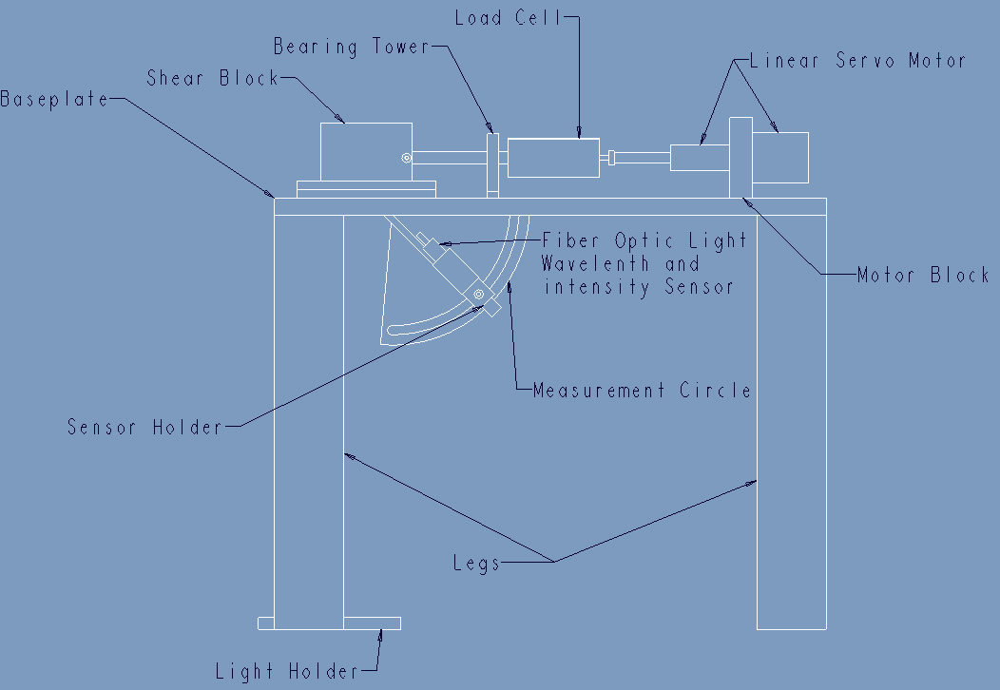 Load Cell
Bearing Tower
Linear Servo Motor
Shear Block
Baseplate
Fiber Optic Light
Wavelenth and
intensity Sensor
Motor Block
Measurement Circle
Sensor Holder
Legs
Light Holder